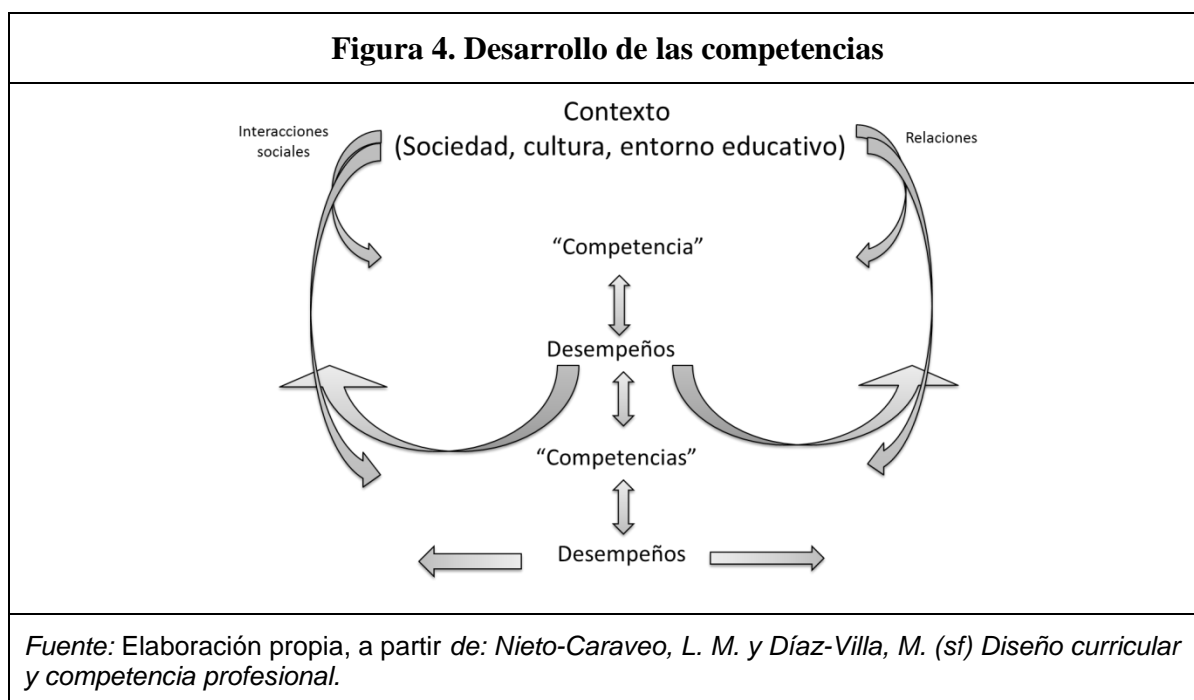 Figura 4. Desarrollo de las competencias
Contexto
(Sociedad, cultura, entorno educativo)
Interacciones
sociales
Relaciones
“Competencia”
Desempeños
“Competencias”
Desempeños
Fuente: Elaboración propia, a partir de: Nieto-Caraveo, L. M. y Díaz-Villa, M. (sf) Diseño curricular
y competencia profesional.